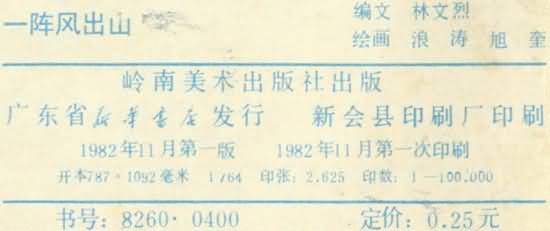 一阵风出山
编文 林文烈
绘画 浪涛 旭奎
岭南美术出版社出版
广东省新华书店发行 新会县印刷厂印刷
1982年11月第一版 1982年11月第一次印刷
开本787×1092毫米 1/64 印张：2.625 印数：1—100,000
书号：8260·0400 定价：0.25元